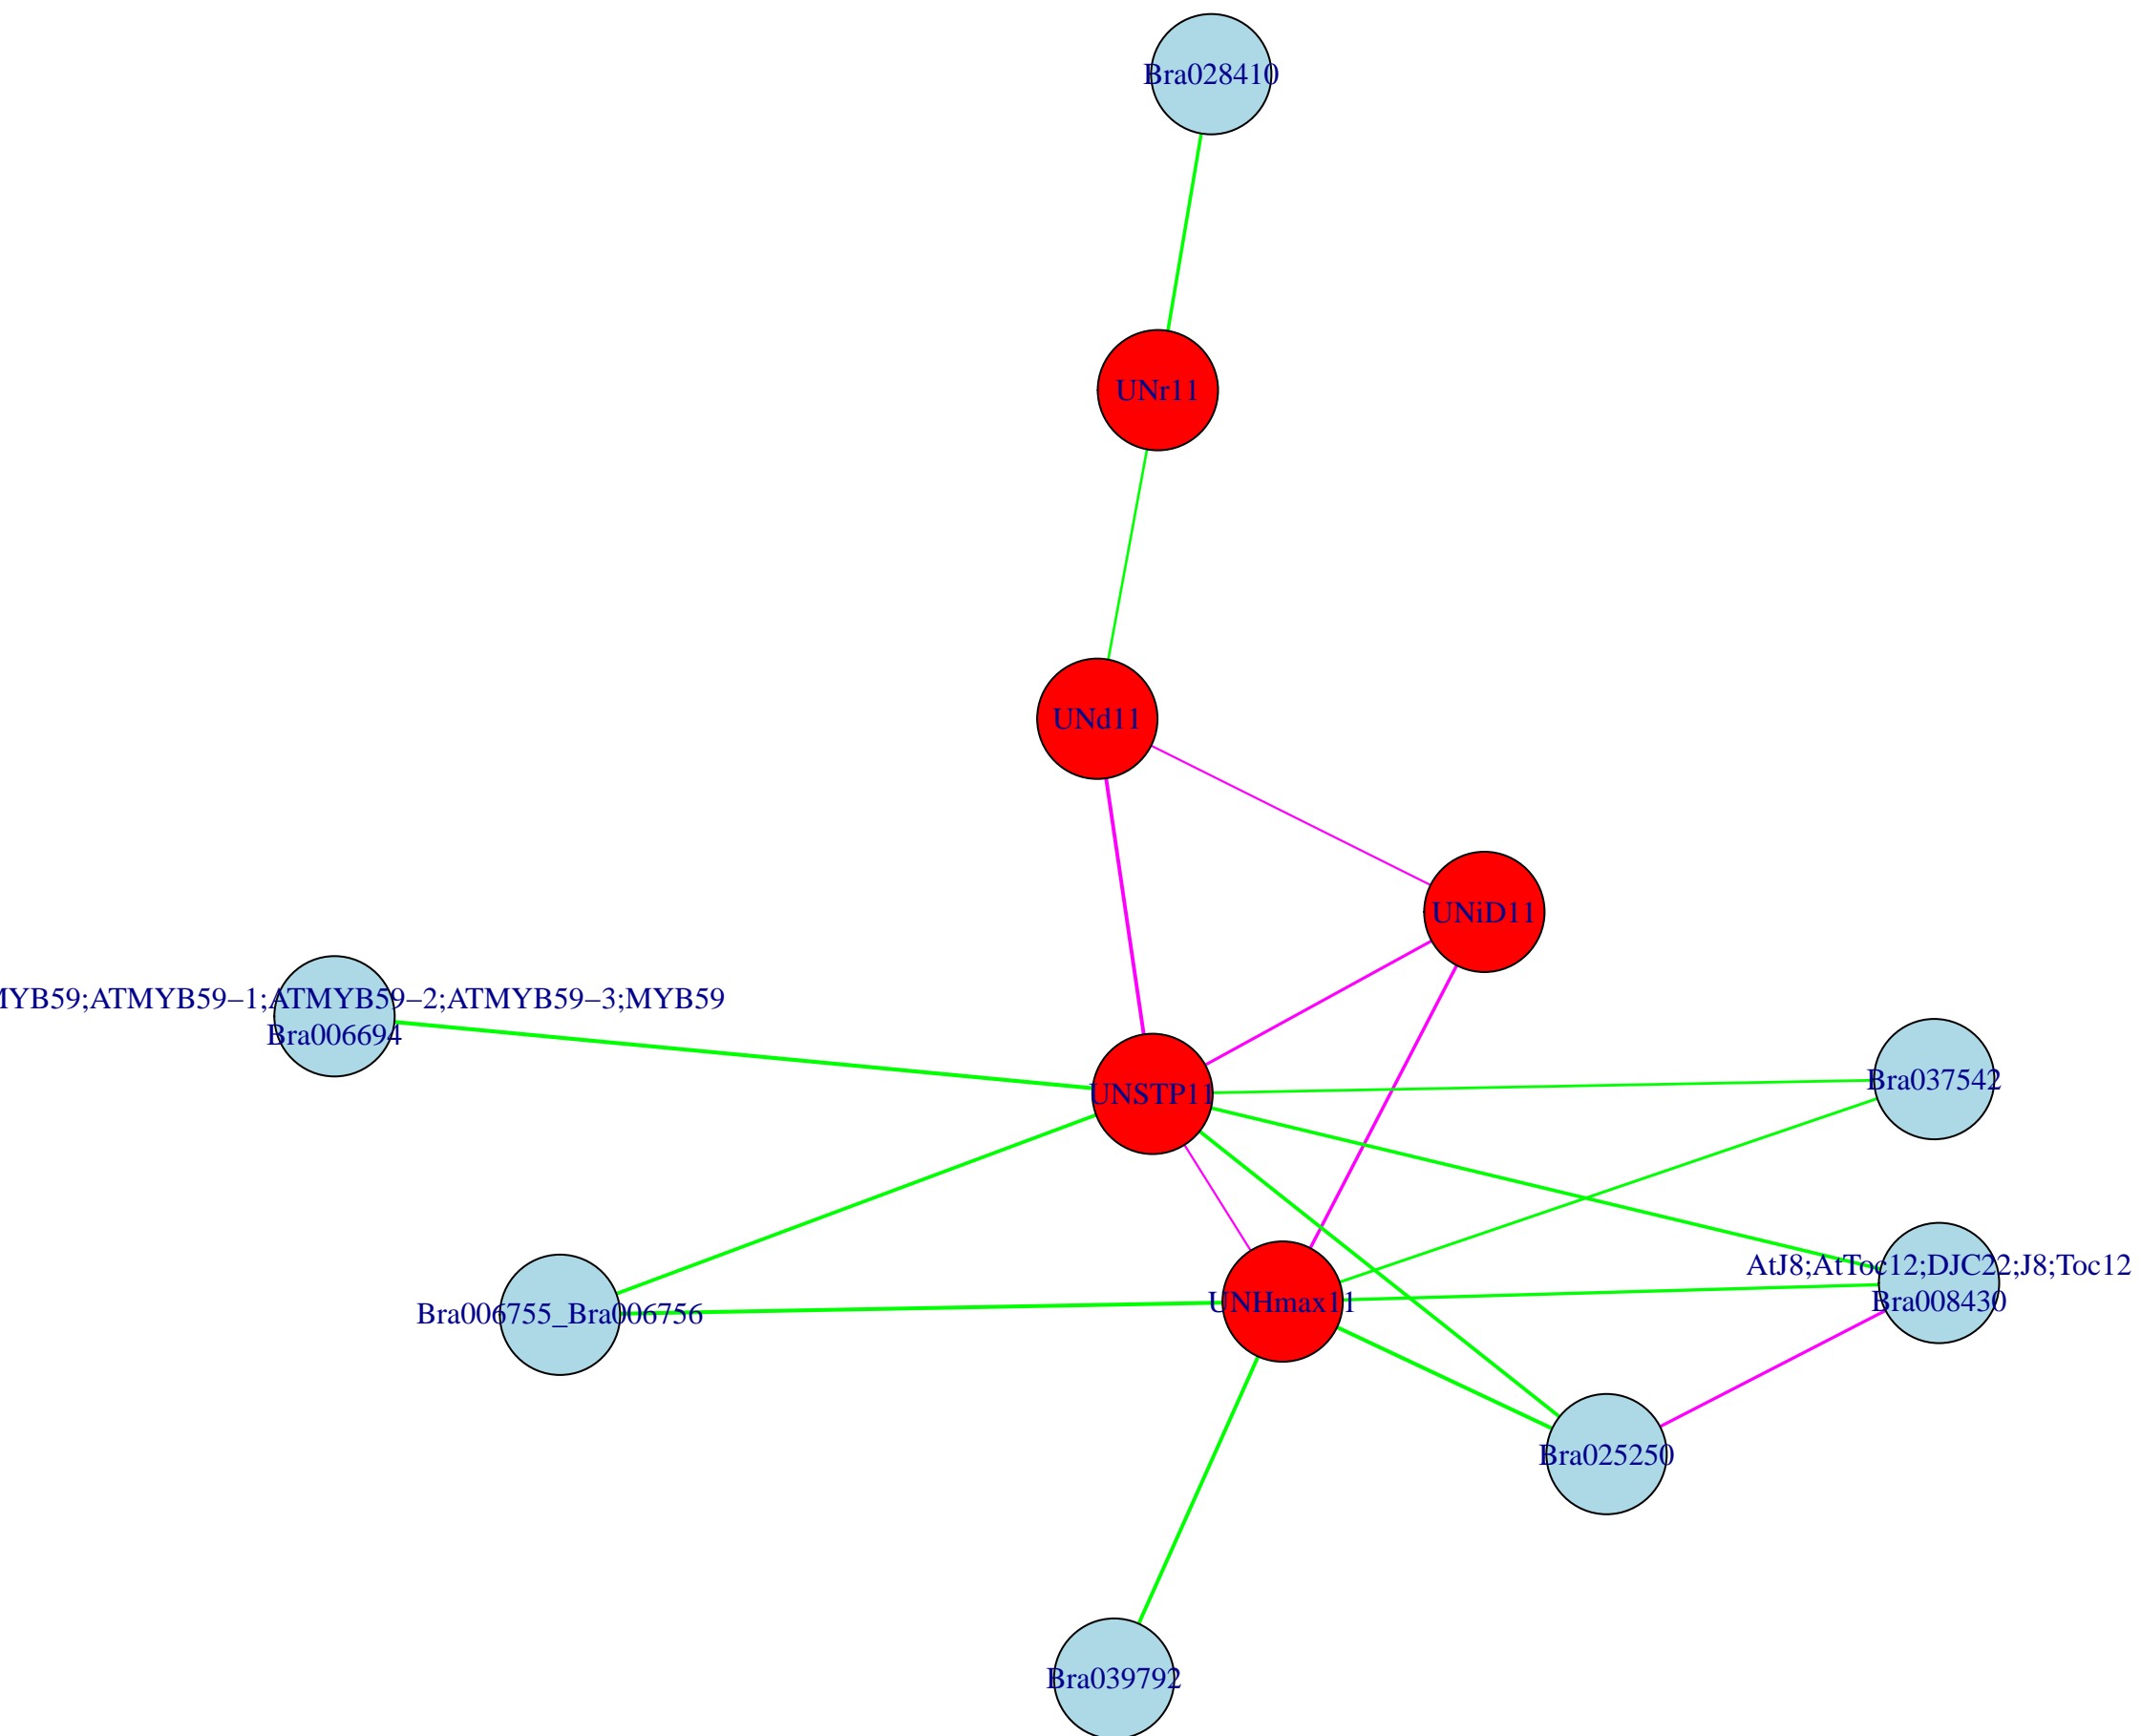 Bra028410
UNr11
UNd11
UNiD11
MYB59;ATMYB59–1;ATMYB59–2;ATMYB59–3;MYB59
Bra006694
UNSTP11
Bra037542
AtJ8;AtToc12;DJC22;J8;Toc12
Bra008430
UNHmax11
Bra006755_Bra006756
Bra025250
Bra039792